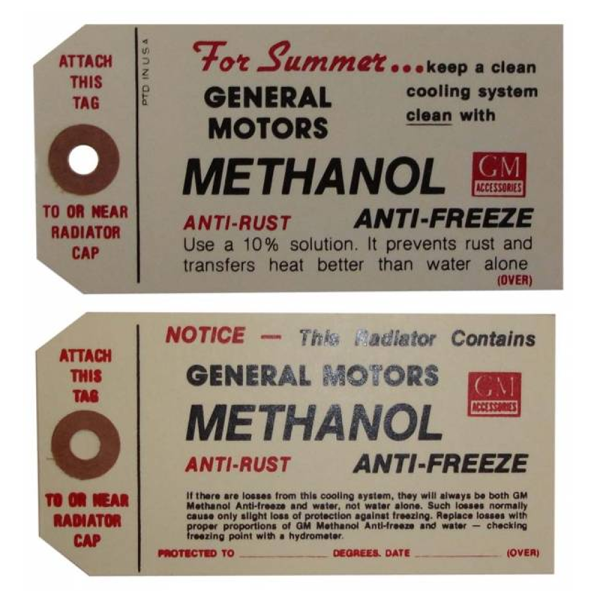 ATTACH
THIS
TAG
TO OR NEAR
RADIATOR
CAP
PTD IN USA
For Summer...keep a clean
GENERAL cooling system
MOTORS clean with
METHANOL
GM
ACCESSORIES
ANTI-RUST ANTI-FREEZE
Use a 10% solution. It prevents rust and
transfers heat better than water alone
(OVER)
ATTACH
THIS
TAG
TO OR NEAR
RADIATOR
CAP
NOTICE — This Radiator Contains
GENERAL MOTORS
METHANOL
GM
ACCESSORIES
ANTI-RUST ANTI-FREEZE
If there are losses from this cooling system, they will always be both GM
Methanol Anti-freeze and water, not water alone. Such losses normally
cause only slight loss of protection against freezing. Replace losses with
proper proportions of GM Methanol Anti-freeze and water — checking
freezing point with a hydrometer.
PROTECTED TO ____________ DEGREES. DATE ____________ (OVER)